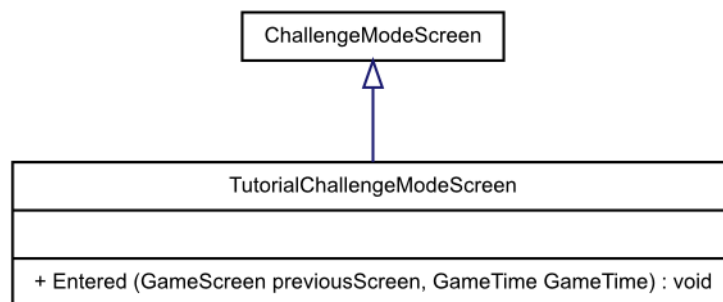 ChallengeModeScreen
TutorialChallengeModeScreen
+ Entered (GameScreen previousScreen, GameTime GameTime) : void